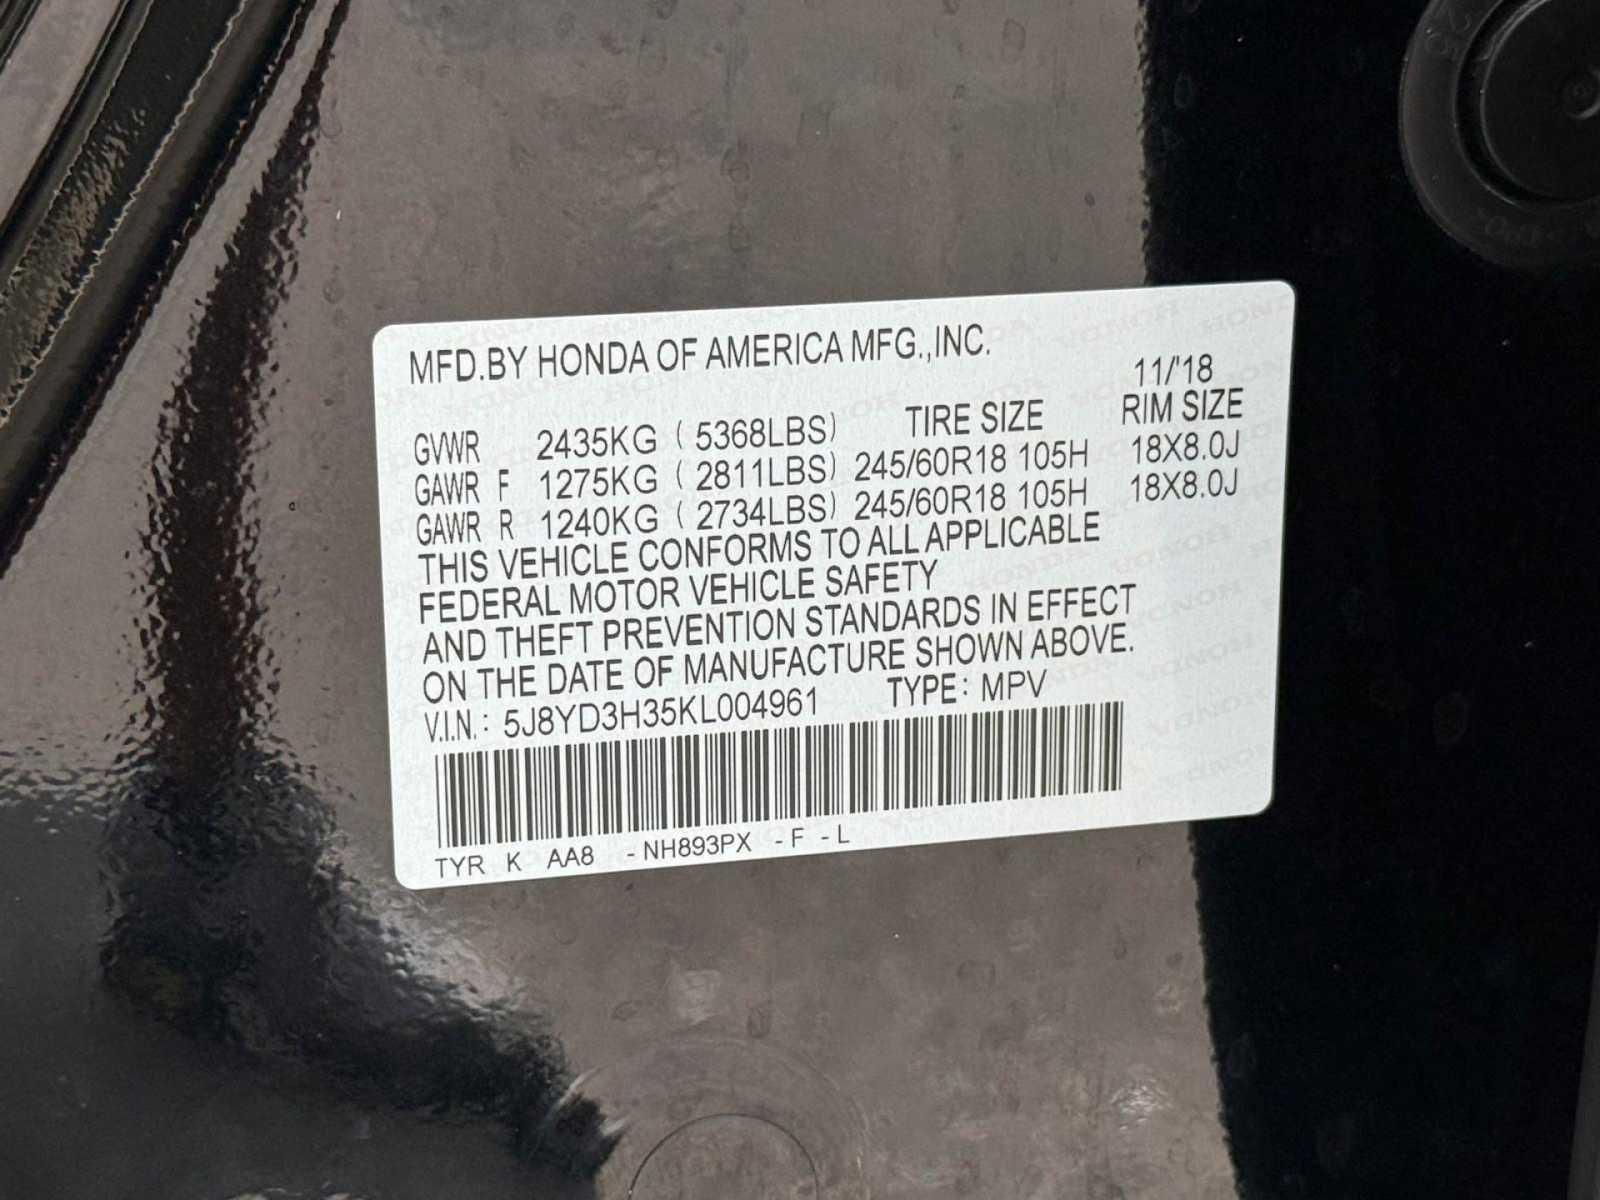 MFD.BY HONDA OF AMERICA MFG.,INC.
11/'18
TIRE SIZE RIM SIZE
GVWR 2435KG ( 5368LBS)
GAWR F 1275KG ( 2811LBS) 245/60R18 105H 18X8.0J
GAWR R 1240KG ( 2734LBS) 245/60R18 105H 18X8.0J
THIS VEHICLE CONFORMS TO ALL APPLICABLE
FEDERAL MOTOR VEHICLE SAFETY
AND THEFT PREVENTION STANDARDS IN EFFECT
ON THE DATE OF MANUFACTURE SHOWN ABOVE.
V.I.N.: 5J8YD3H35KL004961 TYPE: MPV
TYR K AA8 -NH893PX -F -L